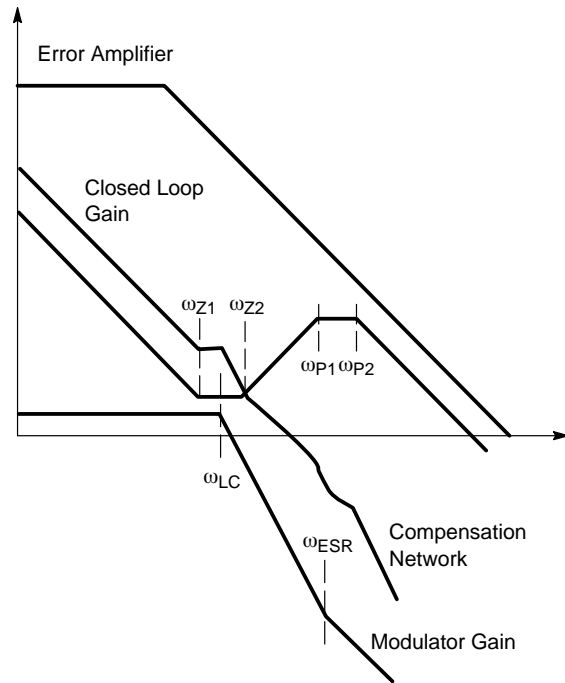 Error Amplifier
Closed Loop
Gain
ωZ1
ωZ2
ωP1
ωP2
ωLC
ωESR
Compensation
Network
Modulator Gain